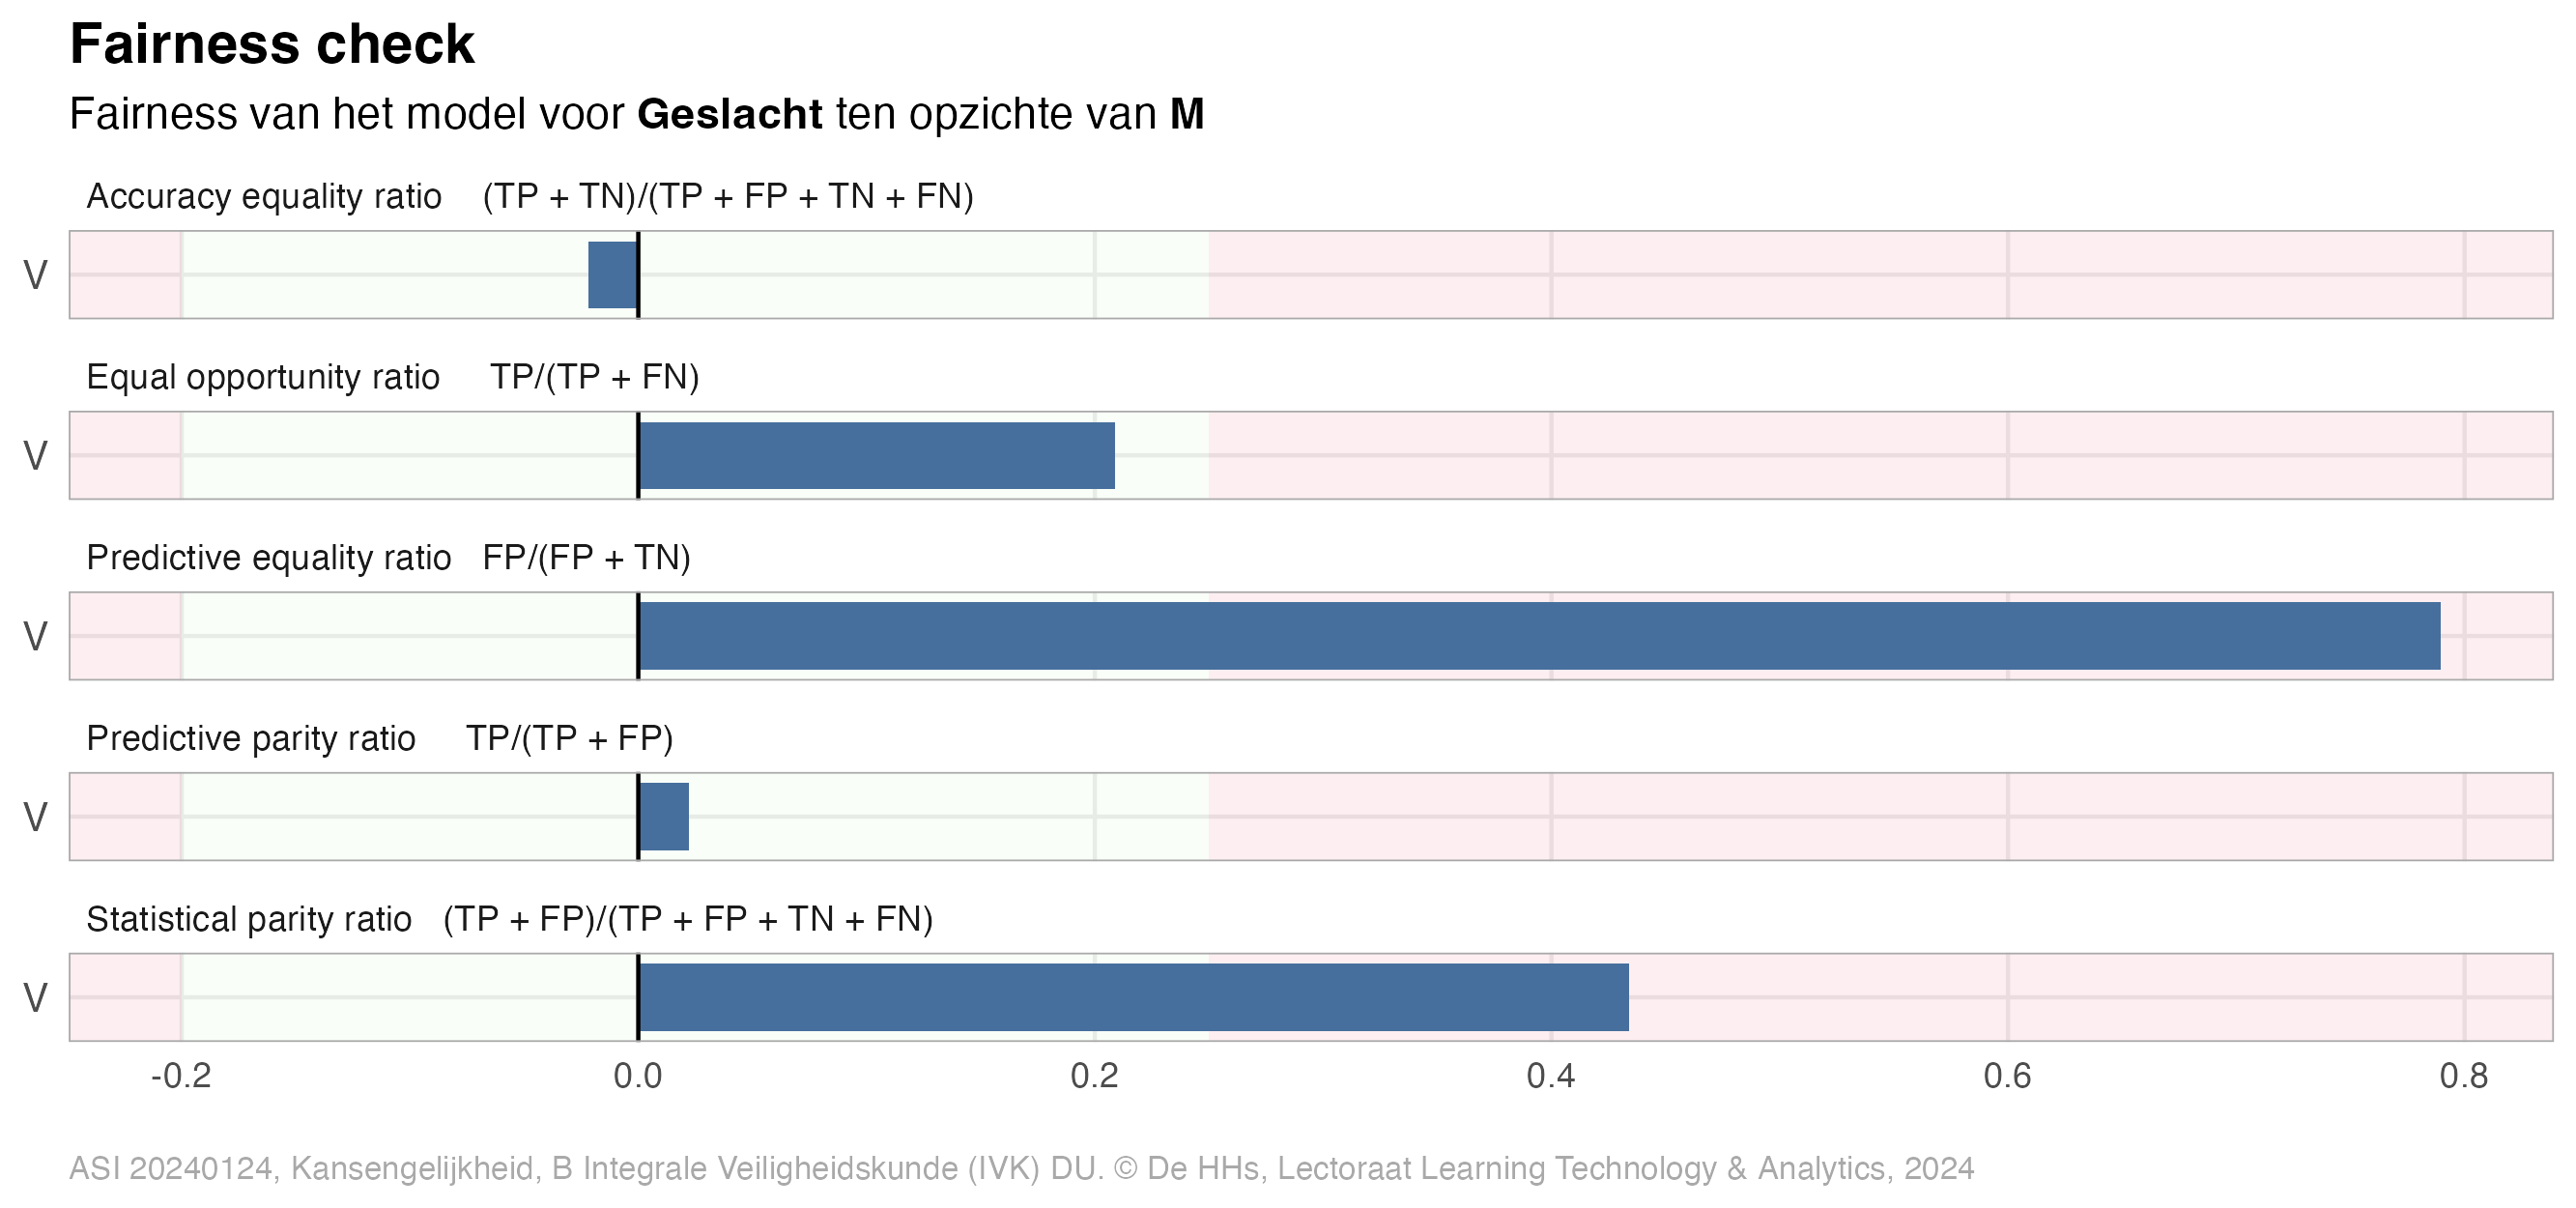 Fairness check
Fairness van het model voor Geslacht ten opzichte van M
Accuracy equality ratio (TP + TN)/(TP + FP + TN + FN)
V
Equal opportunity ratio TP/(TP + FN)
V
Predictive equality ratio FP/(FP + TN)
V
Predictive parity ratio TP/(TP + FP)
V
Statistical parity ratio (TP + FP)/(TP + FP + TN + FN)
V
-0.2 0.0 0.2 0.4 0.6 0.8
ASI 20240124, Kansengelijkheid, B Integrale Veiligheidskunde (IVK) DU. © De HHs, Lectoraat Learning Technology & Analytics, 2024